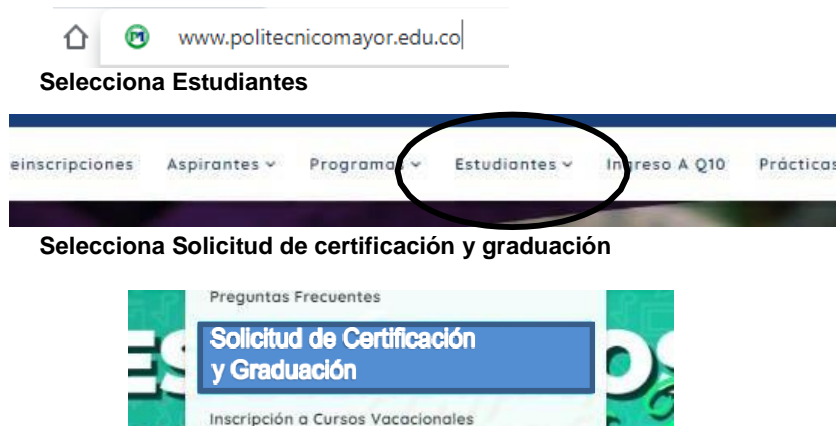 www.politecnicomayor.edu.co
Selecciona Estudiantes
einscripciones Aspirantes Programas Estudiantes Ingreso A Q10 Prácticas
Selecciona Solicitud de certificación y graduación
Preguntas Frecuentes
Solicitud de Certificación
y Graduación
Inscripción a Cursos Vacacionales